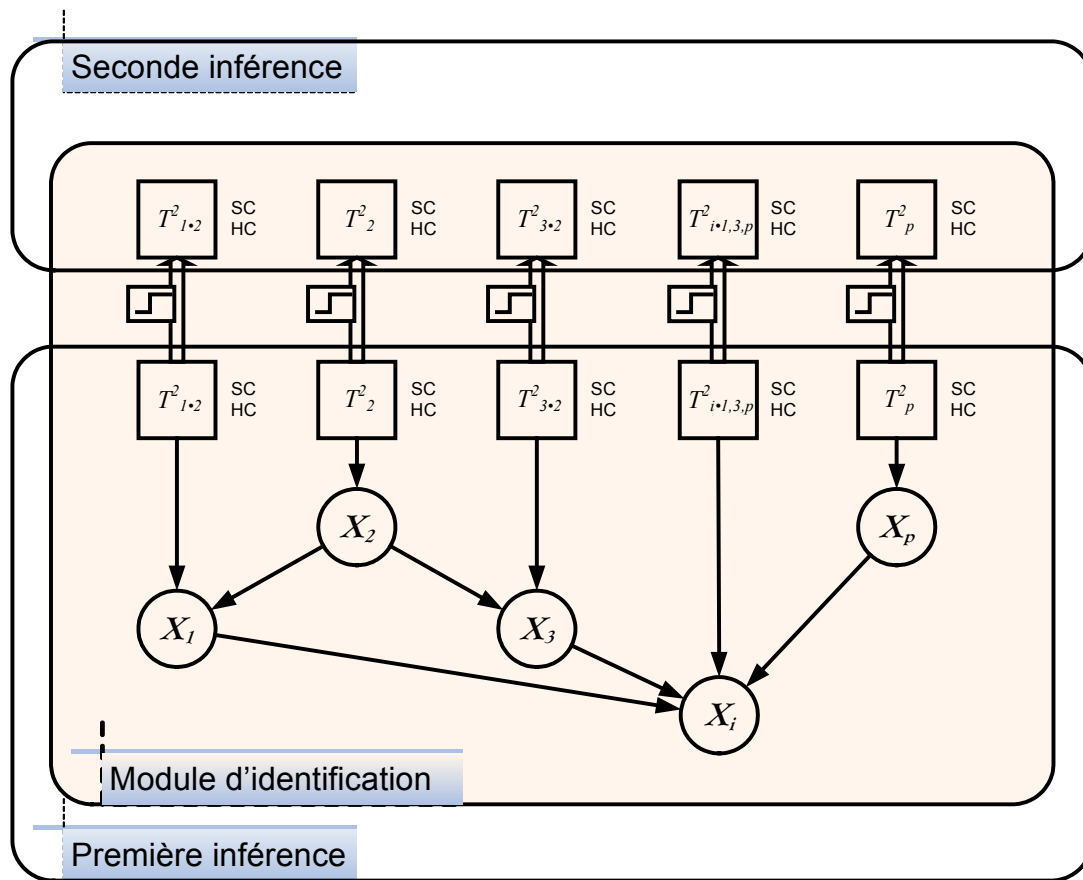 Seconde inférence
T²₁•₂ SC HC
T²₂ SC HC
T²₃•₂ SC HC
T²ᵢ•₁,₃,ₚ SC HC
T²ₚ SC HC
T²₁•₂ SC HC
T²₂ SC HC
T²₃•₂ SC HC
T²ᵢ•₁,₃,ₚ SC HC
T²ₚ SC HC
X₂
Xₚ
X₁
X₃
Xᵢ
Module d’identification
Première inférence